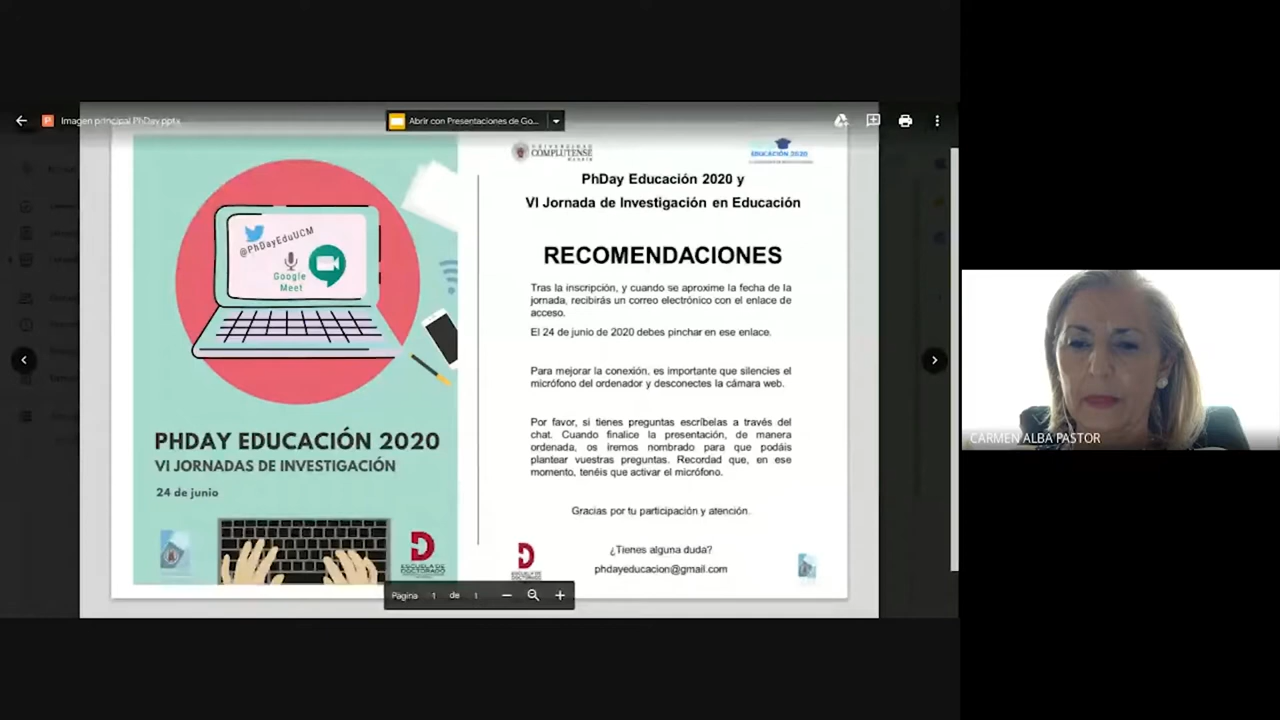 Imagen principal PhDay.pptx
Abrir con Presentaciones de Go...
@PhDayEduUCM
Google
Meet
PHDAY EDUCACIÓN 2020
VI JORNADAS DE INVESTIGACIÓN
24 de junio
ESCUELA DE
DOCTORADO
UNIVERSIDAD
COMPLUTENSE
MADRID
EDUCACIÓN 2020
PhDay Educación 2020 y
VI Jornada de Investigación en Educación
RECOMENDACIONES
Tras la inscripción, y cuando se aproxime la fecha de la
jornada, recibirás un correo electrónico con el enlace de
acceso.
El 24 de junio de 2020 debes pinchar en ese enlace.
Para mejorar la conexión, es importante que silencies el
micrófono del ordenador y desconectes la cámara web.
Por favor, si tienes preguntas escríbelas a través del
chat. Cuando finalice la presentación, de manera
ordenada, os iremos nombrado para que podáis
plantear vuestras preguntas. Recordad que, en ese
momento, tenéis que activar el micrófono.
Gracias por tu participación y atención.
¿Tienes alguna duda?
phdayeducacion@gmail.com
ESCUELA DE
DOCTORADO
Página 1 de 1
CARMEN ALBA PASTOR